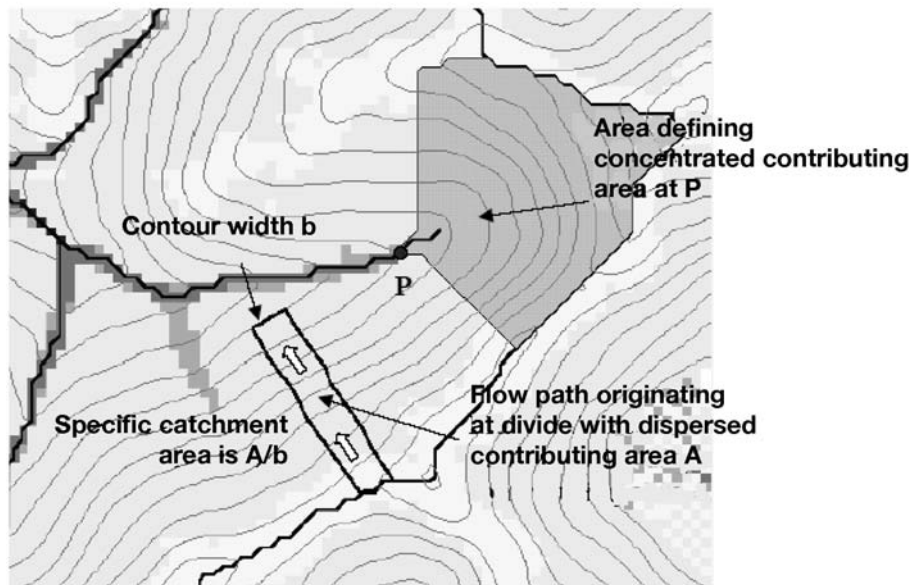 Area defining
concentrated contributing
area at P
Contour width b
P
Flow path originating
at divide with dispersed
contributing area A
Specific catchment
area is A/b